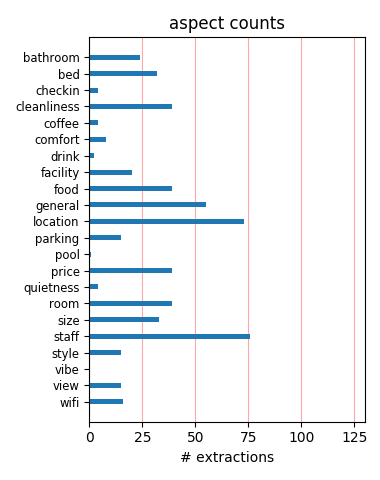 aspect counts
bathroom
bed
checkin
cleanliness
coffee
comfort
drink
facility
food
general
location
parking
pool
price
quietness
room
size
staff
style
vibe
view
wifi
0 25 50 75 100 125
# extractions